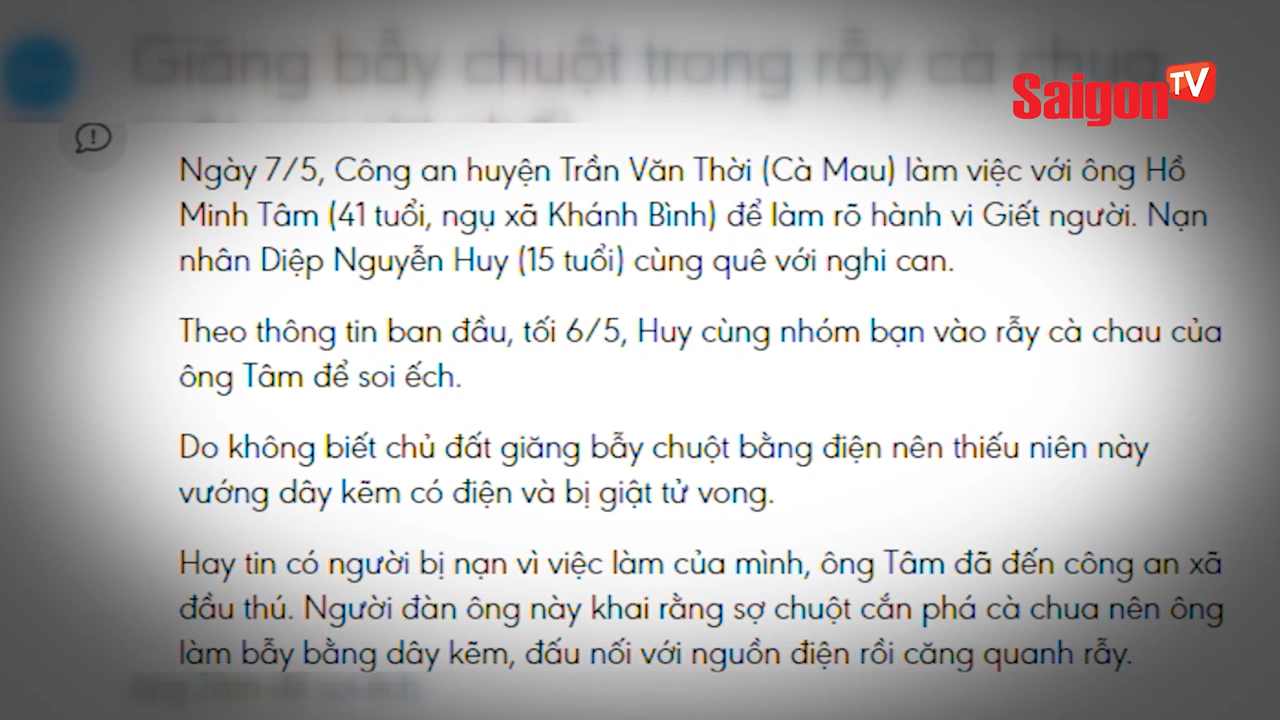 Giăng bẫy chuột trong rẫy cà chua
Saigon TV
Ngày 7/5, Công an huyện Trần Văn Thời (Cà Mau) làm việc với ông Hồ
Minh Tâm (41 tuổi, ngụ xã Khánh Bình) để làm rõ hành vi Giết người. Nạn
nhân Diệp Nguyễn Huy (15 tuổi) cùng quê với nghi can.
Theo thông tin ban đầu, tối 6/5, Huy cùng nhóm bạn vào rẫy cà chau của
ông Tâm để soi ếch.
Do không biết chủ đất giăng bẫy chuột bằng điện nên thiếu niên này
vướng dây kẽm có điện và bị giật tử vong.
Hay tin có người bị nạn vì việc làm của mình, ông Tâm đã đến công an xã
đầu thú. Người đàn ông này khai rằng sợ chuột cắn phá cà chua nên ông
làm bẫy bằng dây kẽm, đấu nối với nguồn điện rồi căng quanh rẫy.